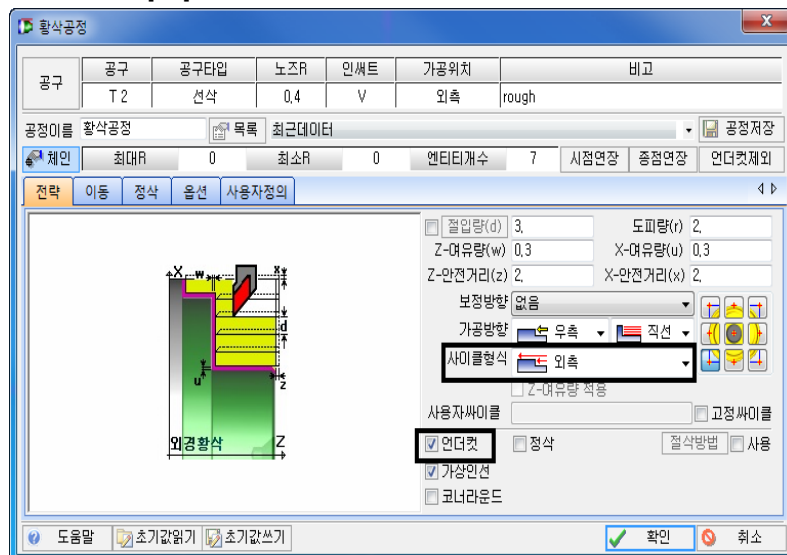 황삭공정
공구 공구 공구타입 노즈R 인써트 가공위치 비고
T 2 선삭 0,4 V 외측 rough
공정이름 황삭공정 목록 최근데이터 공정저장
체인 최대R 0 최소R 0 엔티티개수 7 시점연장 종점연장 언더컷제외
전략 이동 정삭 옵션 사용자정의
절입량(d) 3, 도피량(r) 2,
Z-여유량(w) 0,3 X-여유량(u) 0,3
Z-안전거리(z) 2, X-안전거리(x) 2,
보정방향 없음
가공방향 우측 직선
사이클형식 외측
Z-여유량 적용
사용자싸이클 고정싸이클
언더컷 정삭 절삭방법 사용
가상인선
코너라운드
X w x
d
u z
외경황삭 Z
도움말 초기값읽기 초기값쓰기 확인 취소